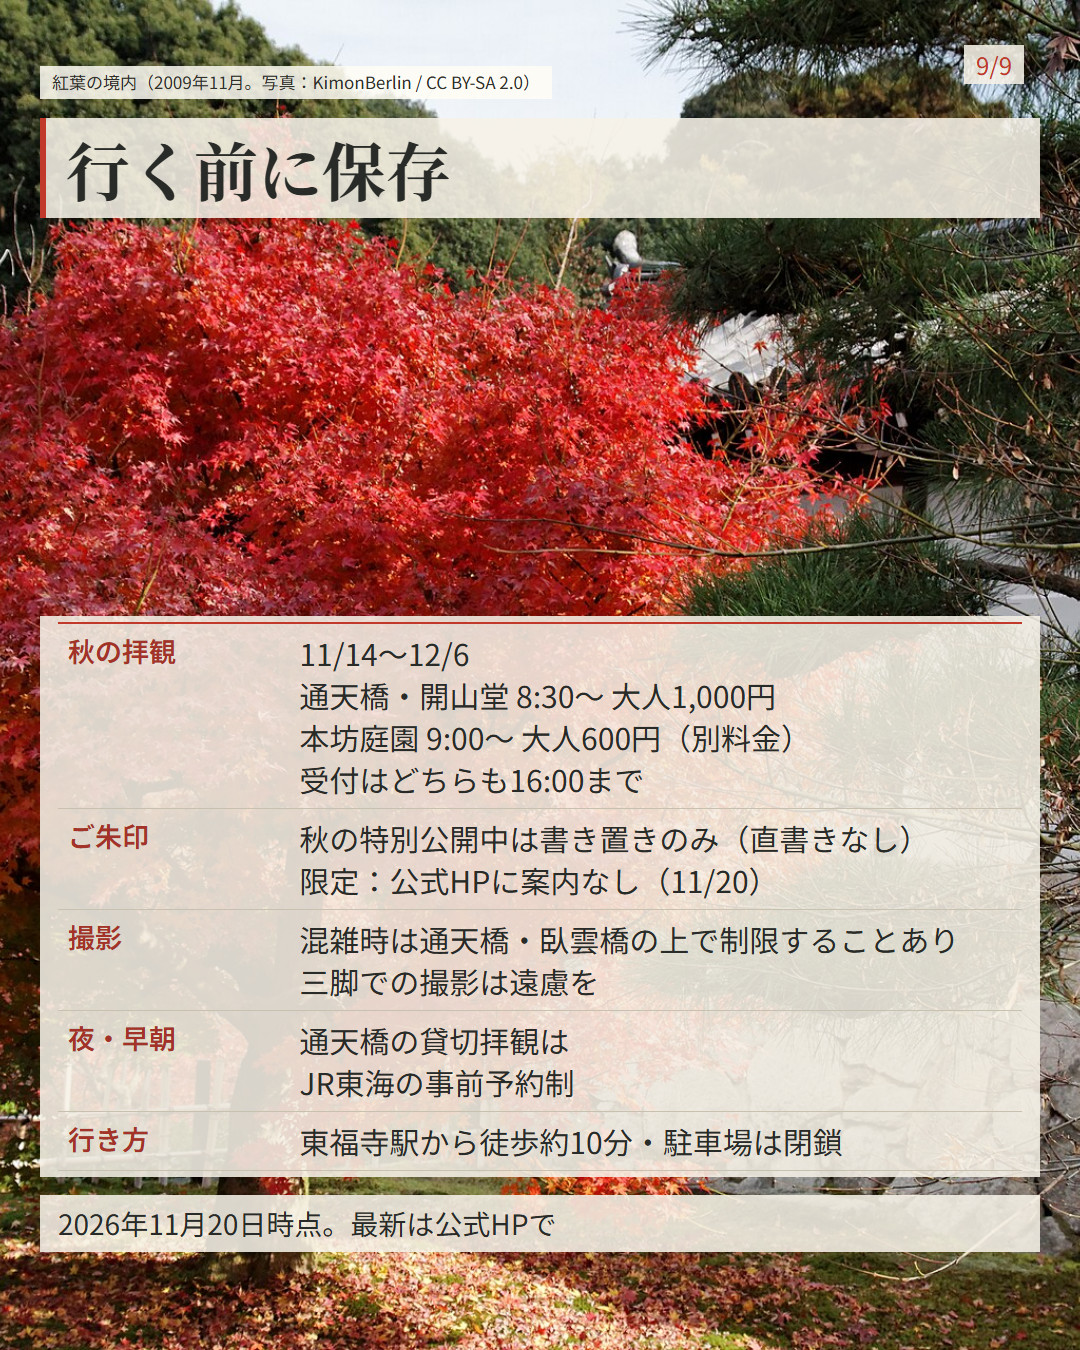 9/9
紅葉の境内（2009年11月。写真：KimonBerlin / CC BY-SA 2.0）
行く前に保存
秋の拝観
11/14〜12/6
通天橋・開山堂 8:30〜 大人1,000円
本坊庭園 9:00〜 大人600円（別料金）
受付はどちらも16:00まで
ご朱印
秋の特別公開中は書き置きのみ（直書きなし）
限定：公式HPに案内なし（11/20）
撮影
混雑時は通天橋・臥雲橋の上で制限することあり
三脚での撮影は遠慮を
夜・早朝
通天橋の貸切拝観は
JR東海の事前予約制
行き方
東福寺駅から徒歩約10分・駐車場は閉鎖
2026年11月20日時点。最新は公式HPで